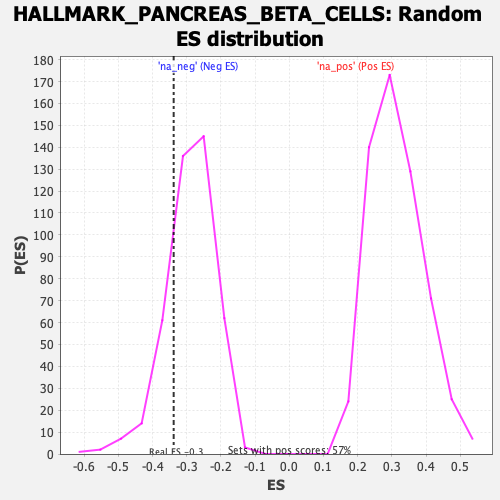 HALLMARK_PANCREAS_BETA_CELLS: Random
ES distribution
'na_neg' (Neg ES)
'na_pos' (Pos ES)
180
170
160
150
140
130
120
110
100
90
80
70
60
50
40
30
20
10
0
P(ES)
Real ES -0.3
Sets with pos scores: 57%
-0.6 -0.5 -0.4 -0.3 -0.2 -0.1 0.0 0.1 0.2 0.3 0.4 0.5
ES